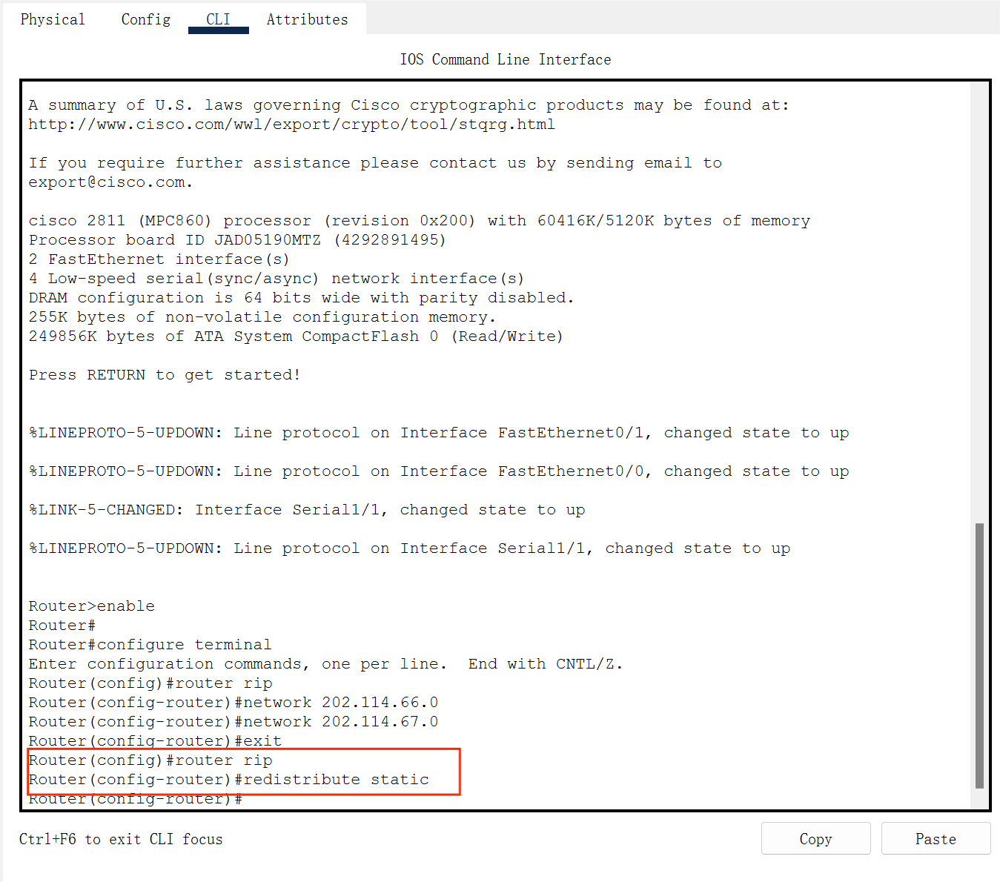 Physical Config CLI Attributes
IOS Command Line Interface
A summary of U.S. laws governing Cisco cryptographic products may be found at:
http://www.cisco.com/wwl/export/crypto/tool/stqrg.html
If you require further assistance please contact us by sending email to
export@cisco.com.
cisco 2811 (MPC860) processor (revision 0x200) with 60416K/5120K bytes of memory
Processor board ID JAD05190MTZ (4292891495)
2 FastEthernet interface(s)
4 Low-speed serial(sync/async) network interface(s)
DRAM configuration is 64 bits wide with parity disabled.
255K bytes of non-volatile configuration memory.
249856K bytes of ATA System CompactFlash 0 (Read/Write)
Press RETURN to get started!
%LINEPROTO-5-UPDOWN: Line protocol on Interface FastEthernet0/1, changed state to up
%LINEPROTO-5-UPDOWN: Line protocol on Interface FastEthernet0/0, changed state to up
%LINK-5-CHANGED: Interface Serial1/1, changed state to up
%LINEPROTO-5-UPDOWN: Line protocol on Interface Serial1/1, changed state to up
Router>enable
Router#
Router#configure terminal
Enter configuration commands, one per line.  End with CNTL/Z.
Router(config)#router rip
Router(config-router)#network 202.114.66.0
Router(config-router)#network 202.114.67.0
Router(config-router)#exit
Router(config)#router rip
Router(config-router)#redistribute static
Router(config-router)#
Ctrl+F6 to exit CLI focus
Copy Paste